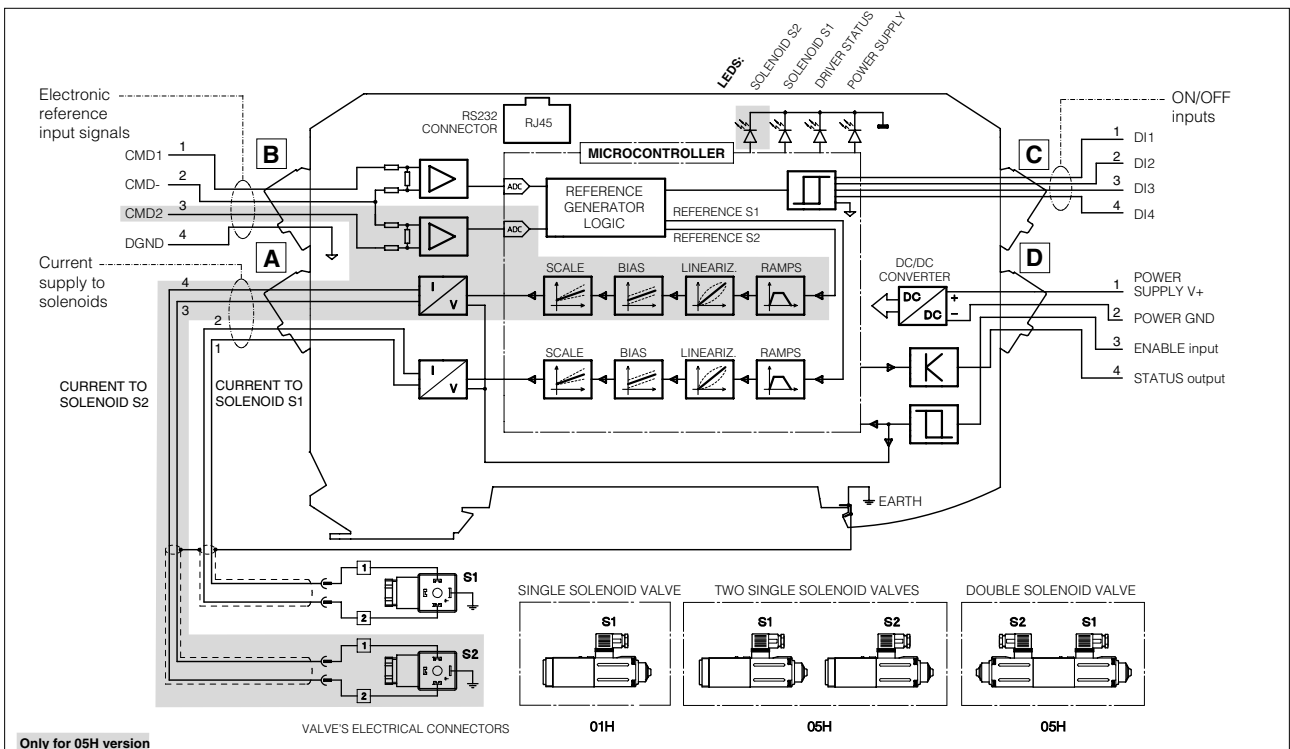 LEDS:
SOLENOID S2
SOLENOID S1
DRIVER STATUS
POWER SUPPLY
Electronic
reference
input signals
RS232
CONNECTOR
RJ45
ON/OFF
inputs
B
C
MICROCONTROLLER
CMD1 1
CMD- 2
CMD2 3
DGND 4
1 DI1
2 DI2
3 DI3
4 DI4
ADC
ADC
REFERENCE
GENERATOR
LOGIC
REFERENCE S1
REFERENCE S2
A
D
Current
supply to
solenoids
4
3
2
1
I
V
SCALE
BIAS
LINEARIZ.
RAMPS
DC/DC
CONVERTER
DC
DC
+
–
1 POWER
SUPPLY V+
2 POWER GND
3 ENABLE input
4 STATUS output
I
V
SCALE
BIAS
LINEARIZ.
RAMPS
K
CURRENT TO
SOLENOID S2
CURRENT TO
SOLENOID S1
EARTH
1
2
S1
1
2
S2
VALVE'S ELECTRICAL CONNECTORS
SINGLE SOLENOID VALVE
S1
01H
TWO SINGLE SOLENOID VALVES
S1
S2
05H
DOUBLE SOLENOID VALVE
S2
S1
05H
Only for 05H version